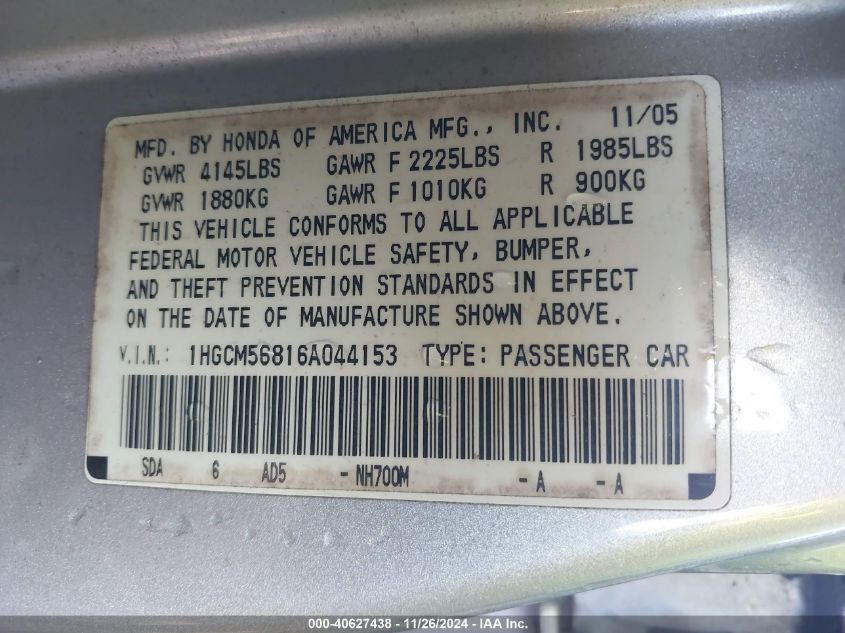 MFD. BY HONDA OF AMERICA MFG., INC. 11/05
GVWR 4145LBS GAWR F 2225LBS R 1985LBS
GVWR 1880KG GAWR F 1010KG R 900KG
THIS VEHICLE CONFORMS TO ALL APPLICABLE
FEDERAL MOTOR VEHICLE SAFETY, BUMPER,
AND THEFT PREVENTION STANDARDS IN EFFECT
ON THE DATE OF MANUFACTURE SHOWN ABOVE.
V.I.N.: 1HGCM56816A044153 TYPE: PASSENGER CAR
SDA 6 AD5 - NH700M - A - A
000-40627438 - 11/26/2024 - IAA Inc.